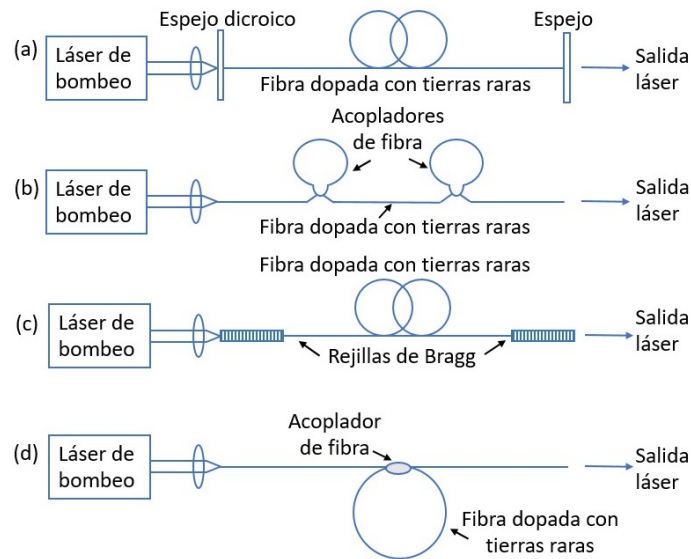 Espejo dicroico
Espejo
(a)
Láser de
bombeo
Fibra dopada con tierras raras
Salida
láser
Acopladores
de fibra
(b)
Láser de
bombeo
Fibra dopada con tierras raras
Salida
láser
Fibra dopada con tierras raras
(c)
Láser de
bombeo
Rejillas de Bragg
Salida
láser
(d)
Láser de
bombeo
Acoplador
de fibra
Salida
láser
Fibra dopada con
tierras raras